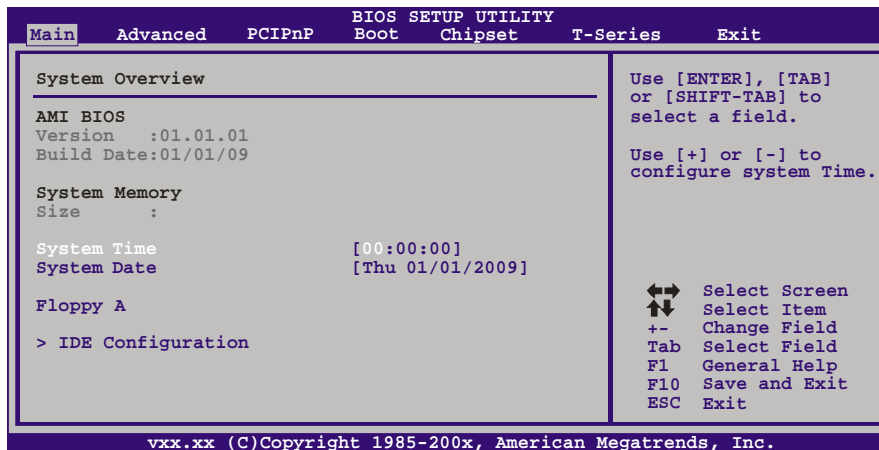 BIOS SETUP UTILITY
Main Advanced PCIPnP Boot Chipset T-Series Exit
System Overview
AMI BIOS
Version :01.01.01
Build Date:01/01/09
System Memory
Size :
System Time [00:00:00]
System Date [Thu 01/01/2009]
Floppy A
> IDE Configuration
Use [ENTER], [TAB]
or [SHIFT-TAB] to
select a field.
Use [+] or [-] to
configure system Time.
Select Screen
Select Item
+- Change Field
Tab Select Field
F1 General Help
F10 Save and Exit
ESC Exit
vxx.xx (C)Copyright 1985-200x, American Megatrends, Inc.